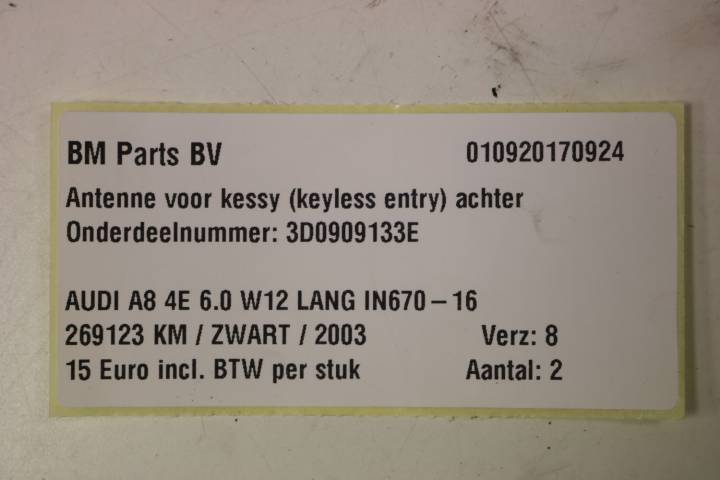 BM Parts BV 010920170924
Antenne voor kessy (keyless entry) achter
Onderdeelnummer: 3D0909133E
AUDI A8 4E 6.0 W12 LANG IN670-16
269123 KM / ZWART / 2003 Verz: 8
15 Euro incl. BTW per stuk Aantal: 2